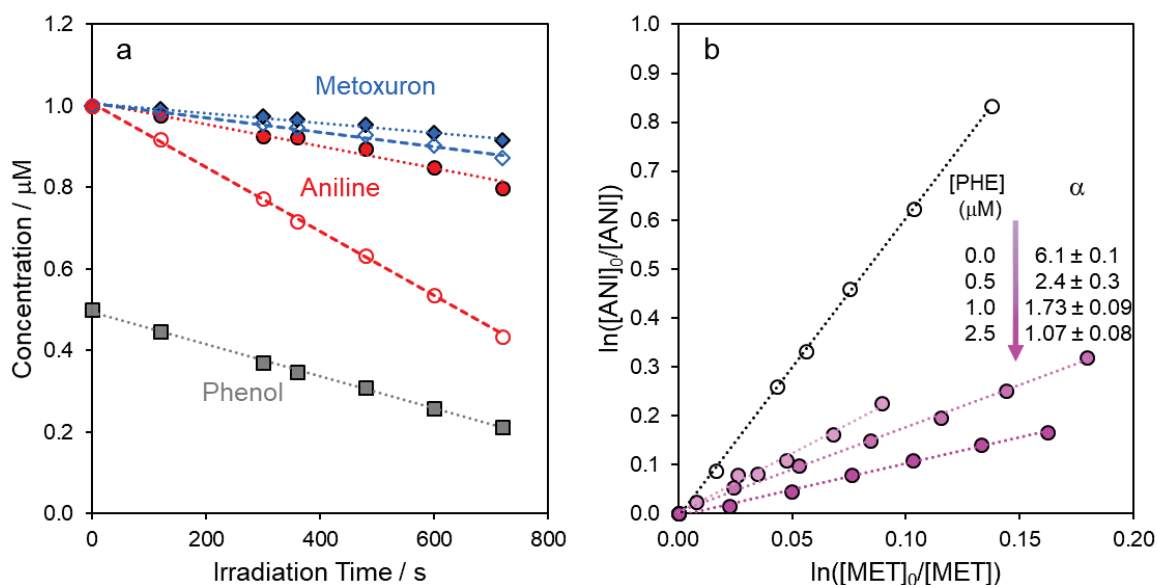 a
Metoxuron
Aniline
Phenol
1.2
1.0
0.8
0.6
0.4
0.2
0.0
0 200 400 600 800
Concentration / μM
Irradiation Time / s
b
[PHE] α
(μM)
0.0 6.1 ± 0.1
0.5 2.4 ± 0.3
1.0 1.73 ± 0.09
2.5 1.07 ± 0.08
1.0
0.9
0.8
0.7
0.6
0.5
0.4
0.3
0.2
0.1
0.0
0.00 0.05 0.10 0.15 0.20
ln([ANI]₀/[ANI])
ln([MET]₀/[MET])